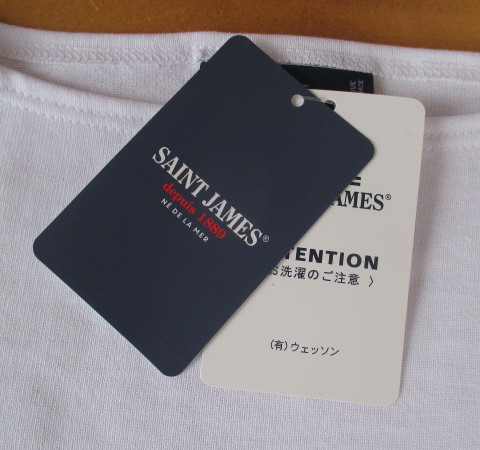 SAINT JAMES®
depuis 1889
NÉ DE LA MER
JAMES®
TENTION
お洗濯のご注意 〉
(有)ウェッソン